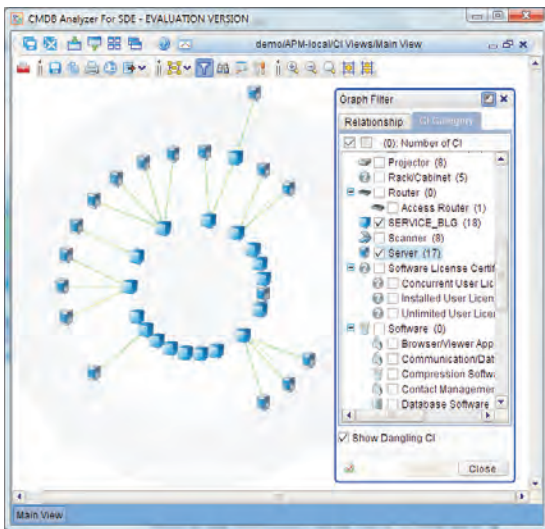 CMDB Analyzer For SDE - EVALUATION VERSION
demo/APM-local/CI Views/Main View
Graph Filter
Relationship
CI Category
(0): Number of CI
Projector (8)
Rack/Cabinet (5)
Router (0)
Access Router (1)
SERVICE_BLG (18)
Scanner (8)
Server (17)
Software License Certif
Concurrent User Lic
Installed User Licen
Unlimited User Licer
Software (0)
Browser/Viewer App
Communication/Dat
Compression Softwa
Contact Managemer
Database Software
Show Dangling CI
Close
Main View